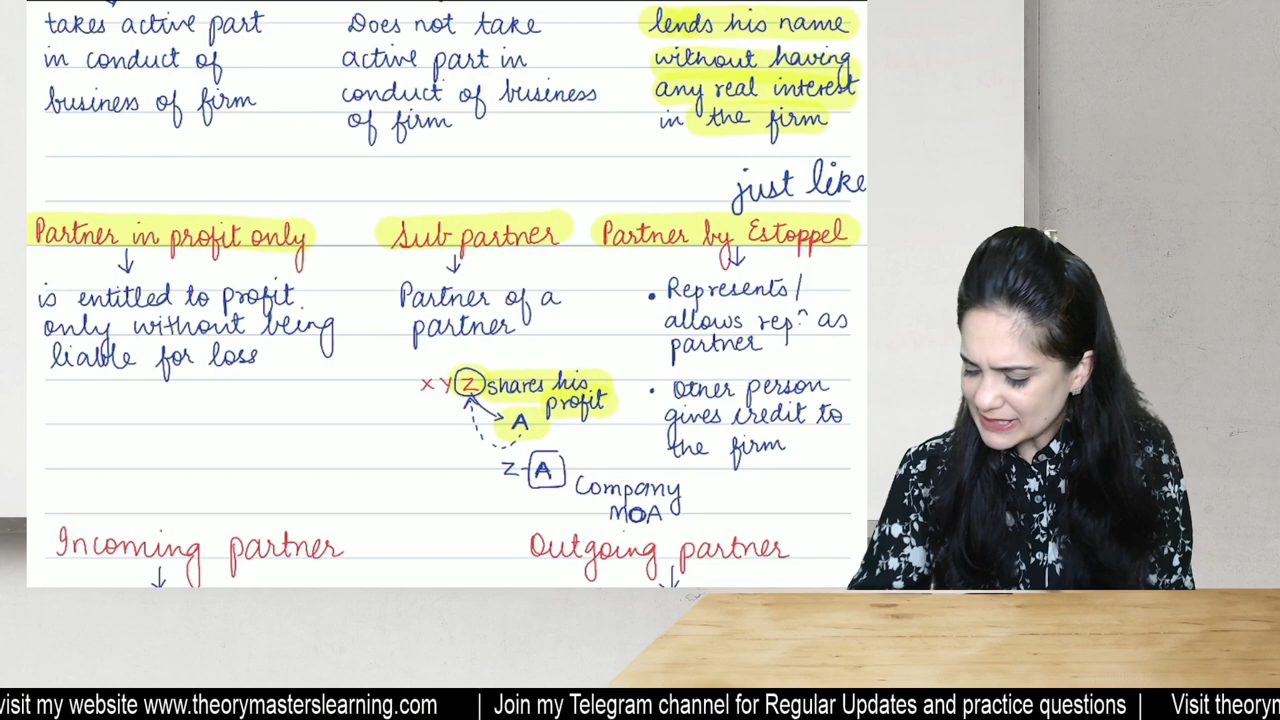 takes active part
in conduct of
business of firm
Does not take
active part in
conduct of business
of firm
lends his name
without having
any real interest
in the firm
just like
Partner in profit only
is entitled to profit
only without being
liable for loss
Sub partner
Partner of a
partner
X Y Z shares his
profit
A
Z-A
Company
MOA
Partner by Estoppel
• Represents/
allows repⁿ as
partner
• Other person
gives credit to
the firm
Incoming partner
Outgoing partner
visit my website www.theorymasterslearning.com | Join my Telegram channel for Regular Updates and practice questions | Visit theoryn